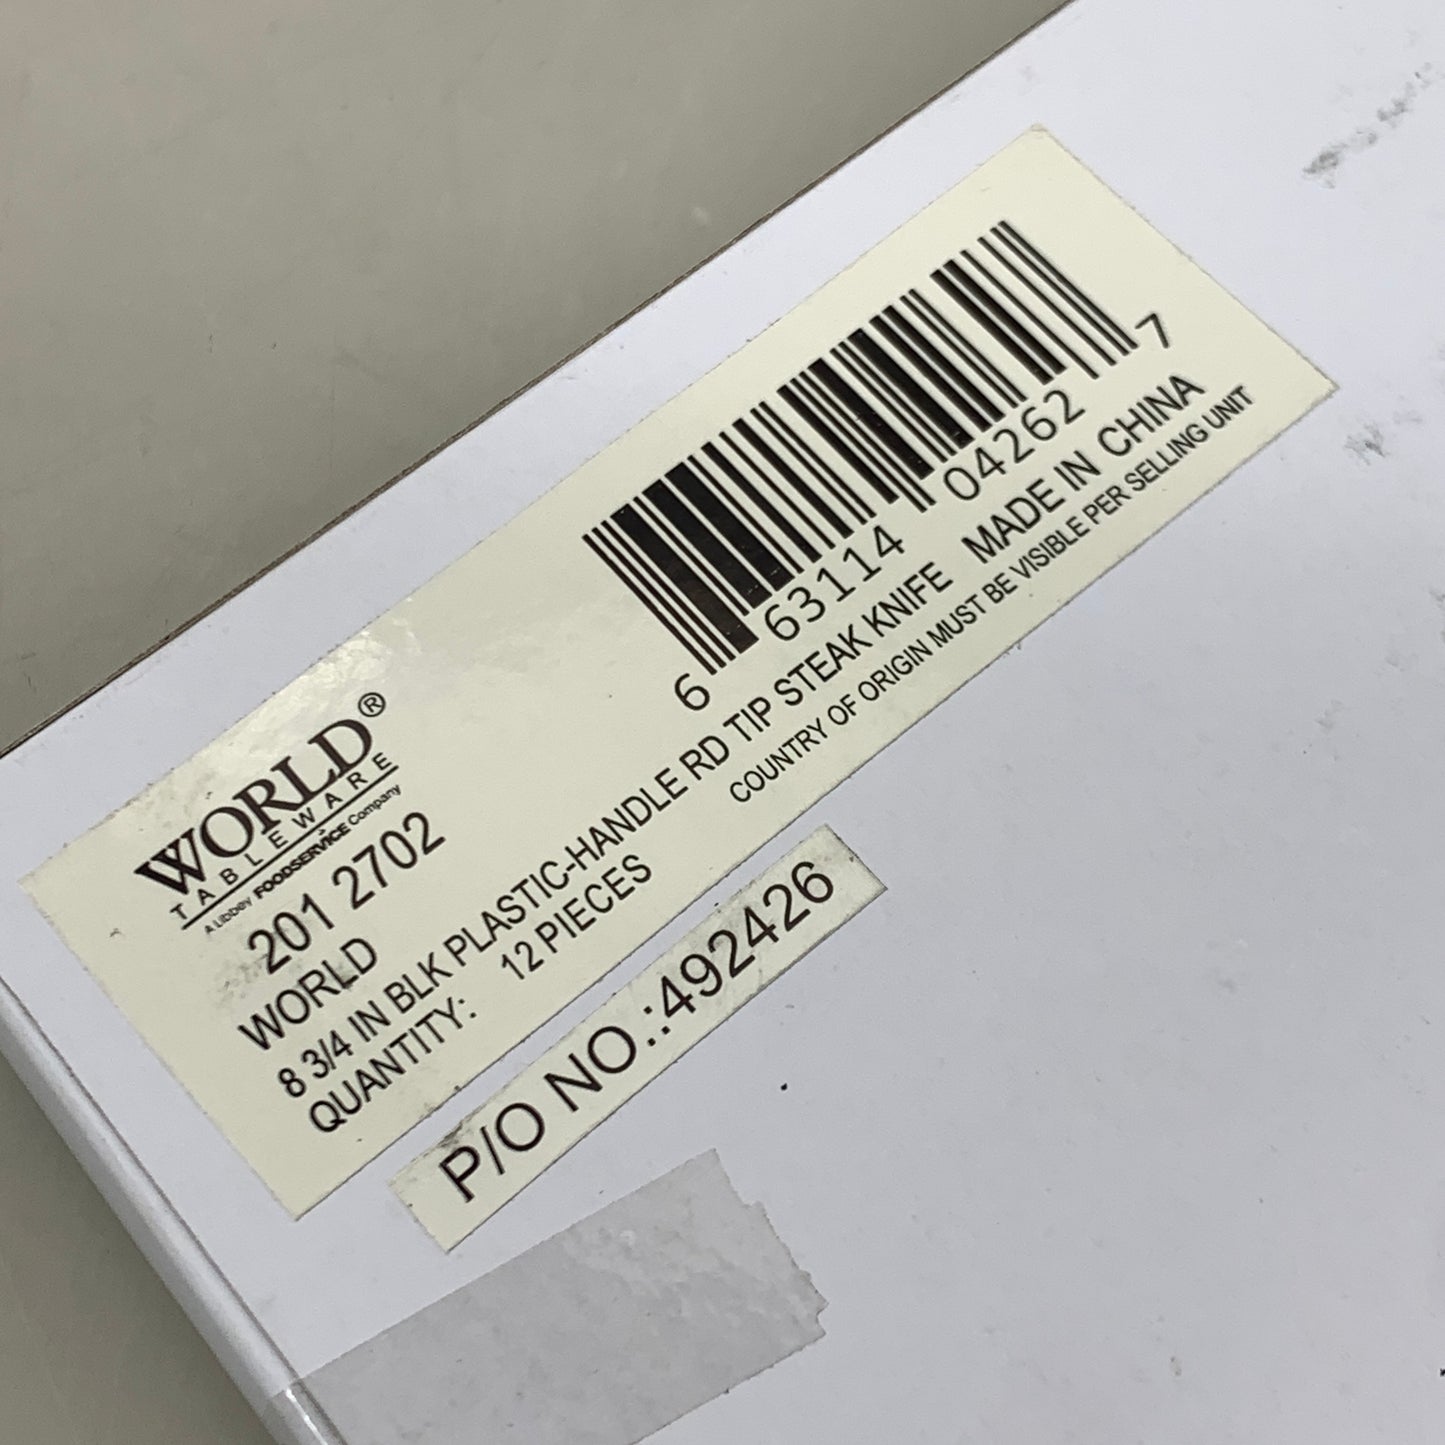 WORLD®
TABLEWARE
A Libbey FOODSERVICE Company
201 2702
WORLD
8 3/4 IN BLK PLASTIC-HANDLE RD TIP STEAK KNIFE MADE IN CHINA
QUANTITY: 12 PIECES
COUNTRY OF ORIGIN MUST BE VISIBLE PER SELLING UNIT
6 63114 04262 7
P/O NO.:492426